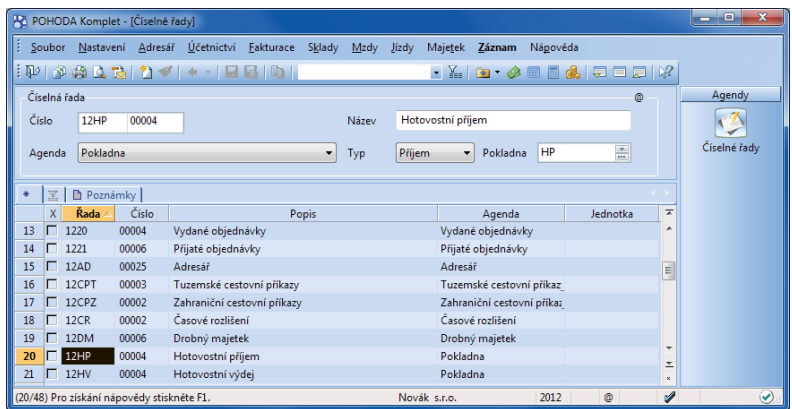 POHODA Komplet - [Číselné řady]
Soubor Nastavení Adresář Účetnictví Fakturace Sklady Mzdy Jízdy Majetek Záznam Nápověda
Číselná řada @ Agendy
Číslo 12HP 00004 Název Hotovostní příjem
Agenda Pokladna Typ Příjem Pokladna HP Číselné řady
* Poznámky
X Řada Číslo Popis Agenda Jednotka
13 1220 00004 Vydané objednávky Vydané objednávky
14 1221 00006 Přijaté objednávky Přijaté objednávky
15 12AD 00025 Adresář Adresář
16 12CPT 00003 Tuzemské cestovní příkazy Tuzemské cestovní příkaz
17 12CPZ 00002 Zahraniční cestovní příkazy Zahraniční cestovní příka
18 12CR 00002 Časové rozlišení Časové rozlišení
19 12DM 00006 Drobný majetek Drobný majetek
20 12HP 00004 Hotovostní příjem Pokladna
21 12HV 00004 Hotovostní výdej Pokladna
(20/48) Pro získání nápovědy stiskněte F1. Novák s.r.o. 2012 @